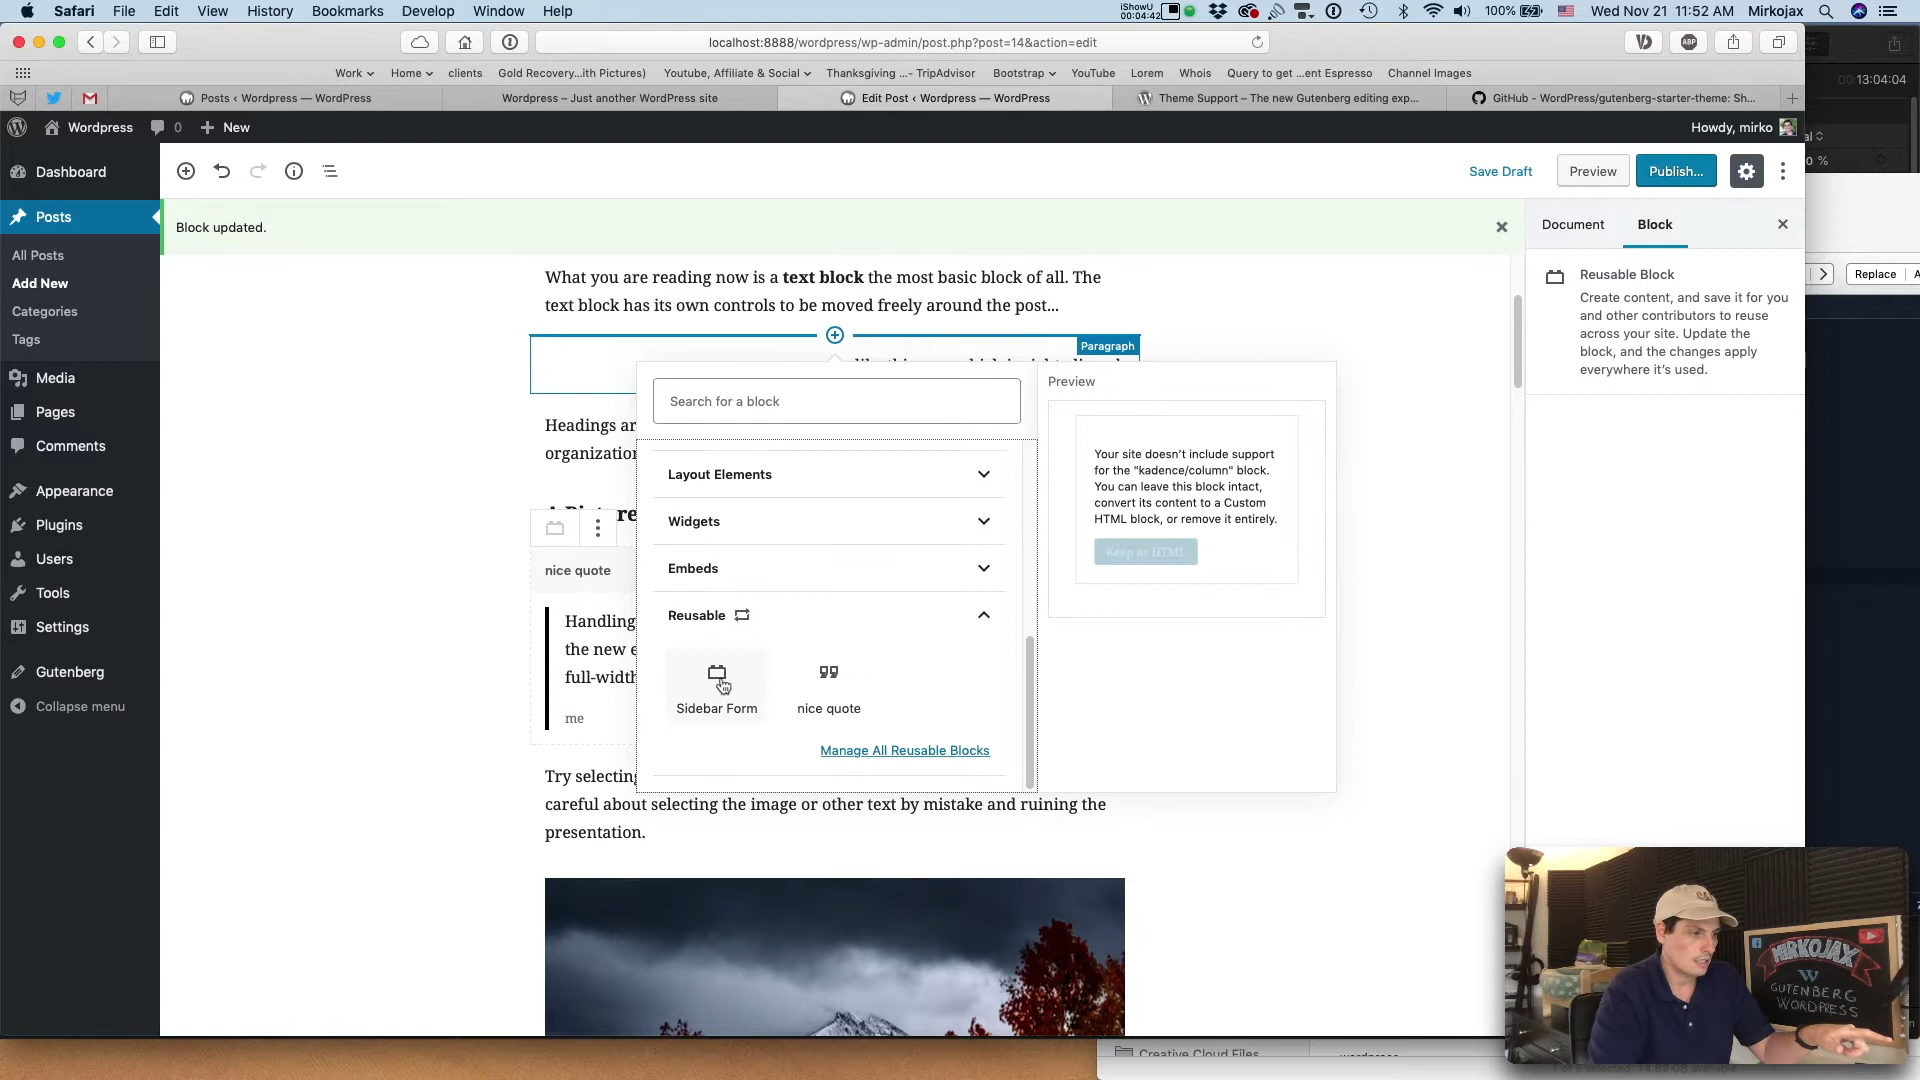 Safari File Edit View History Bookmarks Develop Window Help
iShowU
00:04:42
100%
Wed Nov 21 11:52 AM Mirkojax
localhost:8888/wordpress/wp-admin/post.php?post=14&action=edit
ABP
Work Home clients Gold Recovery...ith Pictures) Youtube, Affiliate & Social Thanksgiving ...- TripAdvisor Bootstrap YouTube Lorem Whois Query to get ...ent Espresso Channel Images
00:13:04:04
Posts ‹ Wordpress — WordPress
Wordpress – Just another WordPress site
Edit Post ‹ Wordpress — WordPress
Theme Support – The new Gutenberg editing exp...
GitHub - WordPress/gutenberg-starter-theme: Sh...
Wordpress 0 New
Howdy, mirko
Dashboard
Posts
All Posts
Add New
Categories
Tags
Media
Pages
Comments
Appearance
Plugins
Users
Tools
Settings
Gutenberg
Collapse menu
Save Draft
Preview
Publish...
Block updated.
What you are reading now is a text block the most basic block of all. The
text block has its own controls to be moved freely around the post...
Paragraph
Headings ar
organization
nice quote
Handling
the new e
full-width
me
Try selecting
careful about selecting the image or other text by mistake and ruining the
presentation.
Search for a block
Layout Elements
Widgets
Embeds
Reusable
Sidebar Form
nice quote
Manage All Reusable Blocks
Preview
Your site doesn’t include support
for the "kadence/column" block.
You can leave this block intact,
convert its content to a Custom
HTML block, or remove it entirely.
Keep as HTML
Document
Block
Reusable Block
Create content, and save it for you
and other contributors to reuse
across your site. Update the
block, and the changes apply
everywhere it’s used.
Replace
MIRKOJAX
W
GUTENBERG
WORDPRESS
Creative Cloud Files